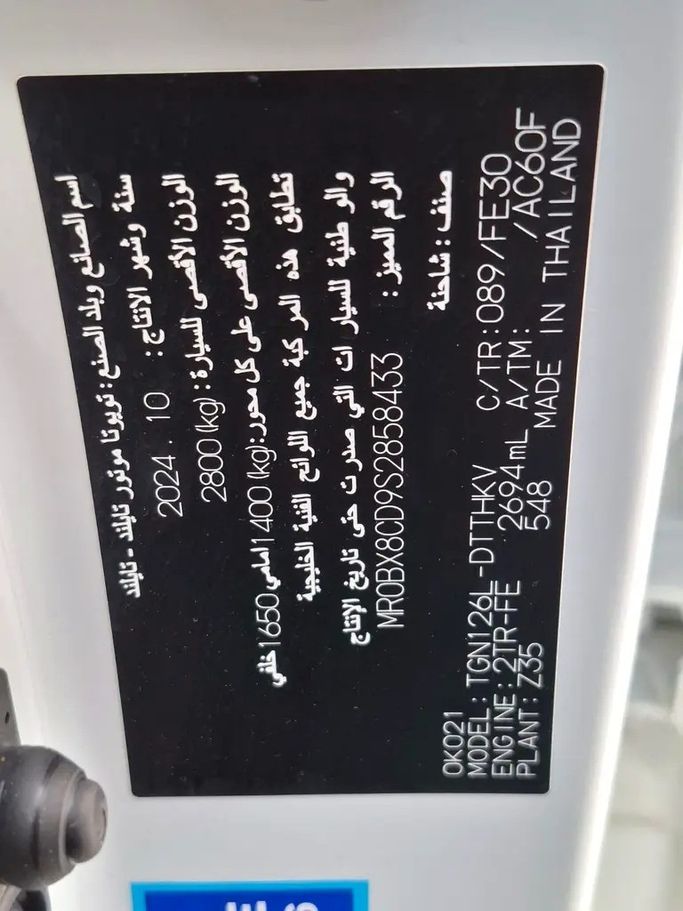 اسم الصانع وبلد الصنع : تويوتا موتور تايلند - تايلند
سنة وشهر الانتاج : 2024 . 10
الوزن الأقصى للسيارة : 2800 (kg)
الوزن الأقصى على كل محور: (kg) 1400 امامي 1650 خلفي
تطابق هذه المركبة جميع اللوائح الفنية الخليجية
والوطنية للسيارات التي صدرت حتى تاريخ الإنتاج
الرقم المميز : MR0BX8CD9S2858433
صنف : شاحنة
0K021
MODEL: TGN126L-DTTHKV C/TR: 089/FE30
ENGINE: 2TR-FE 2694mL A/TM: /AC60F
PLANT: Z35 548 MADE IN THAILAND